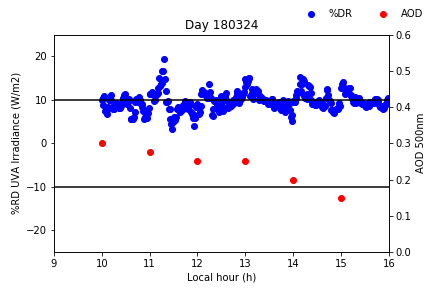 %DR AOD
Day 180324
%RD UVA Irradiance (W/m2)
20
10
0
−10
−20
0.6
0.5
0.4
0.3
0.2
0.1
0.0
AOD 500nm
9 10 11 12 13 14 15 16
Local hour (h)